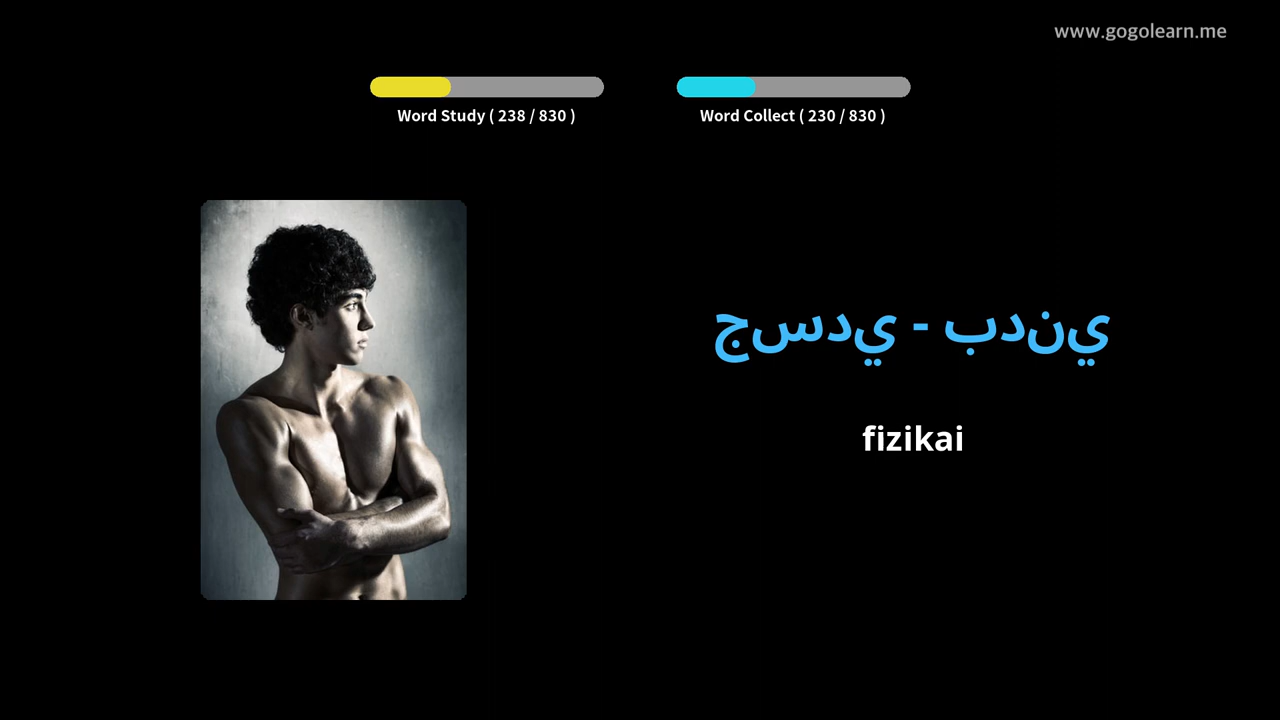 www.gogolearn.me
Word Study ( 238 / 830 )
Word Collect ( 230 / 830 )
جسدي - بدني
fizikai